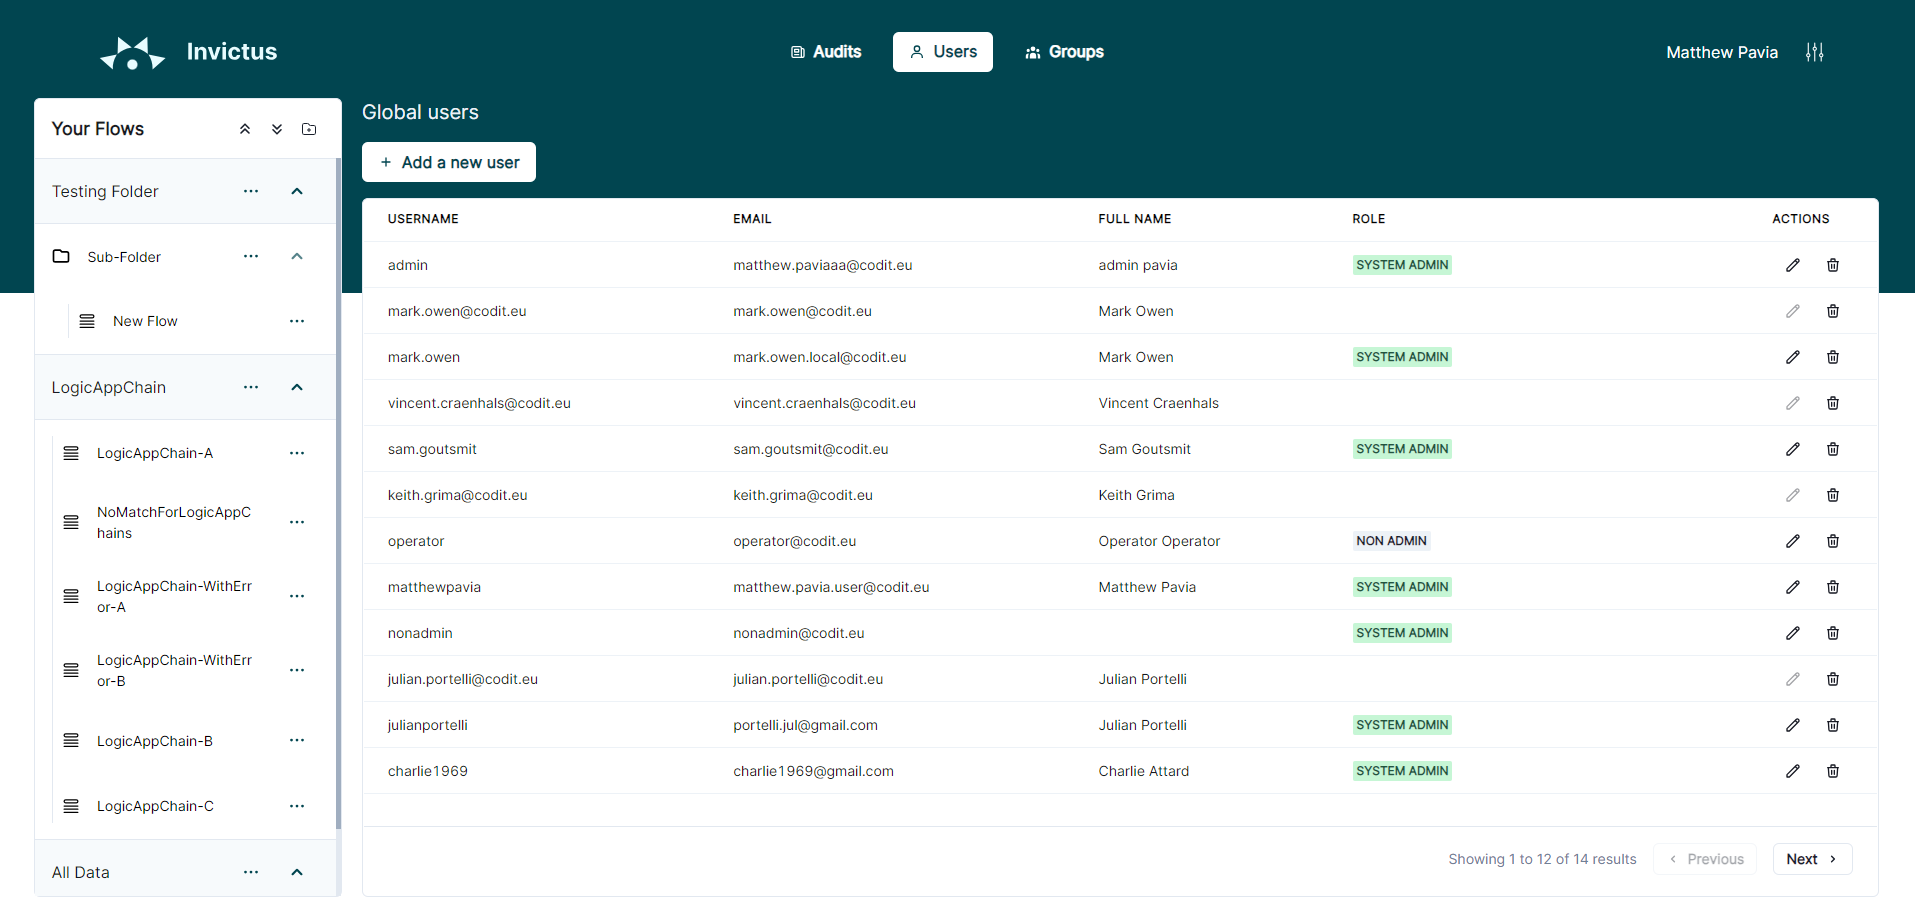 Invictus
Audits
Users
Groups
Matthew Pavia
Your Flows
Testing Folder
Sub-Folder
New Flow
LogicAppChain
LogicAppChain-A
NoMatchForLogicAppC
hains
LogicAppChain-WithErr
or-A
LogicAppChain-WithErr
or-B
LogicAppChain-B
LogicAppChain-C
All Data
Global users
+ Add a new user
USERNAME EMAIL FULL NAME ROLE ACTIONS
admin matthew.paviaaa@codit.eu admin pavia SYSTEM ADMIN
mark.owen@codit.eu mark.owen@codit.eu Mark Owen
mark.owen mark.owen.local@codit.eu Mark Owen SYSTEM ADMIN
vincent.craenhals@codit.eu vincent.craenhals@codit.eu Vincent Craenhals
sam.goutsmit sam.goutsmit@codit.eu Sam Goutsmit SYSTEM ADMIN
keith.grima@codit.eu keith.grima@codit.eu Keith Grima
operator operator@codit.eu Operator Operator NON ADMIN
matthewpavia matthew.pavia.user@codit.eu Matthew Pavia SYSTEM ADMIN
nonadmin nonadmin@codit.eu SYSTEM ADMIN
julian.portelli@codit.eu julian.portelli@codit.eu Julian Portelli
julianportelli portelli.jul@gmail.com Julian Portelli SYSTEM ADMIN
charlie1969 charlie1969@gmail.com Charlie Attard SYSTEM ADMIN
Showing 1 to 12 of 14 results
Previous
Next